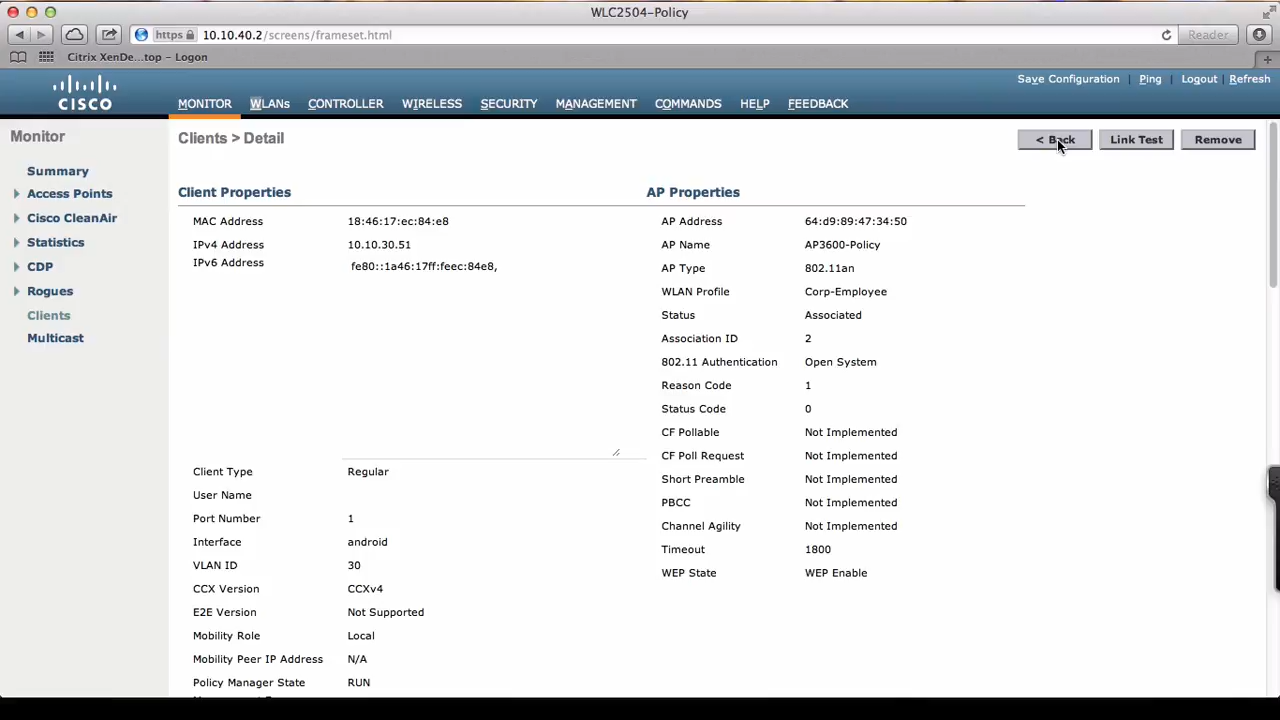 WLC2504-Policy
https 10.10.40.2/screens/frameset.html Reader
Citrix XenDe...top – Logon
Save Configuration | Ping | Logout | Refresh
CISCO
MONITOR WLANs CONTROLLER WIRELESS SECURITY MANAGEMENT COMMANDS HELP FEEDBACK
Monitor
Summary
Access Points
Cisco CleanAir
Statistics
CDP
Rogues
Clients
Multicast
Clients > Detail
< Back Link Test Remove
Client Properties
MAC Address 18:46:17:ec:84:e8
IPv4 Address 10.10.30.51
IPv6 Address fe80::1a46:17ff:feec:84e8,
Client Type Regular
User Name
Port Number 1
Interface android
VLAN ID 30
CCX Version CCXv4
E2E Version Not Supported
Mobility Role Local
Mobility Peer IP Address N/A
Policy Manager State RUN
AP Properties
AP Address 64:d9:89:47:34:50
AP Name AP3600-Policy
AP Type 802.11an
WLAN Profile Corp-Employee
Status Associated
Association ID 2
802.11 Authentication Open System
Reason Code 1
Status Code 0
CF Pollable Not Implemented
CF Poll Request Not Implemented
Short Preamble Not Implemented
PBCC Not Implemented
Channel Agility Not Implemented
Timeout 1800
WEP State WEP Enable